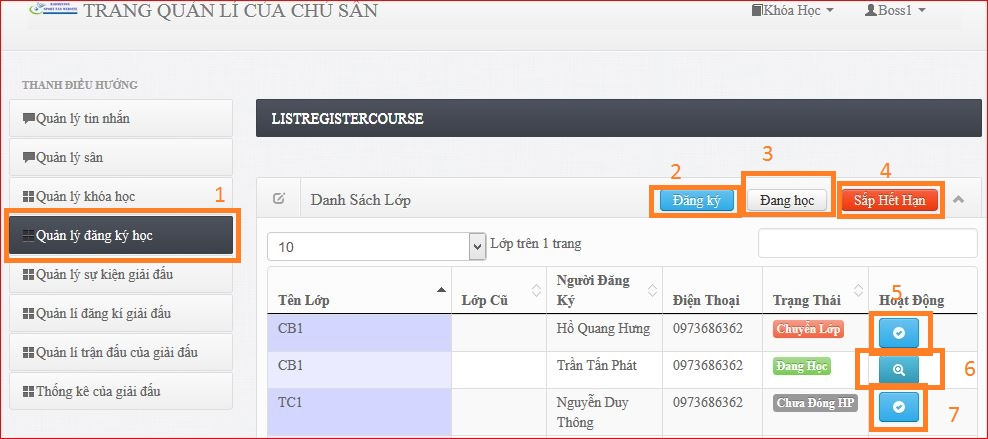 BADMINTON
SPORT TAX WEBSITE
TRANG QUẢN LÍ CỦA CHỦ SÂN
Khóa Học
Boss1
THANH ĐIỀU HƯỚNG
Quản lý tin nhắn
Quản lý sân
Quản lý khóa học
1
Quản lý đăng ký học
Quản lý sự kiện giải đấu
Quản lí đăng kí giải đấu
Quản lí trận đấu của giải đấu
Thống kê của giải đấu
LISTREGISTERCOURSE
2
3
4
Danh Sách Lớp
Đăng ký
Đang học
Sắp Hết Hạn
10
Lớp trên 1 trang
5
Tên Lớp Lớp Cũ Người Đăng Ký Điện Thoại Trạng Thái Hoạt Động
CB1 Hồ Quang Hưng 0973686362 Chuyển Lớp
CB1 Trần Tấn Phát 0973686362 Đang Học
6
TC1 Nguyễn Duy Thông 0973686362 Chưa Đóng HP
7